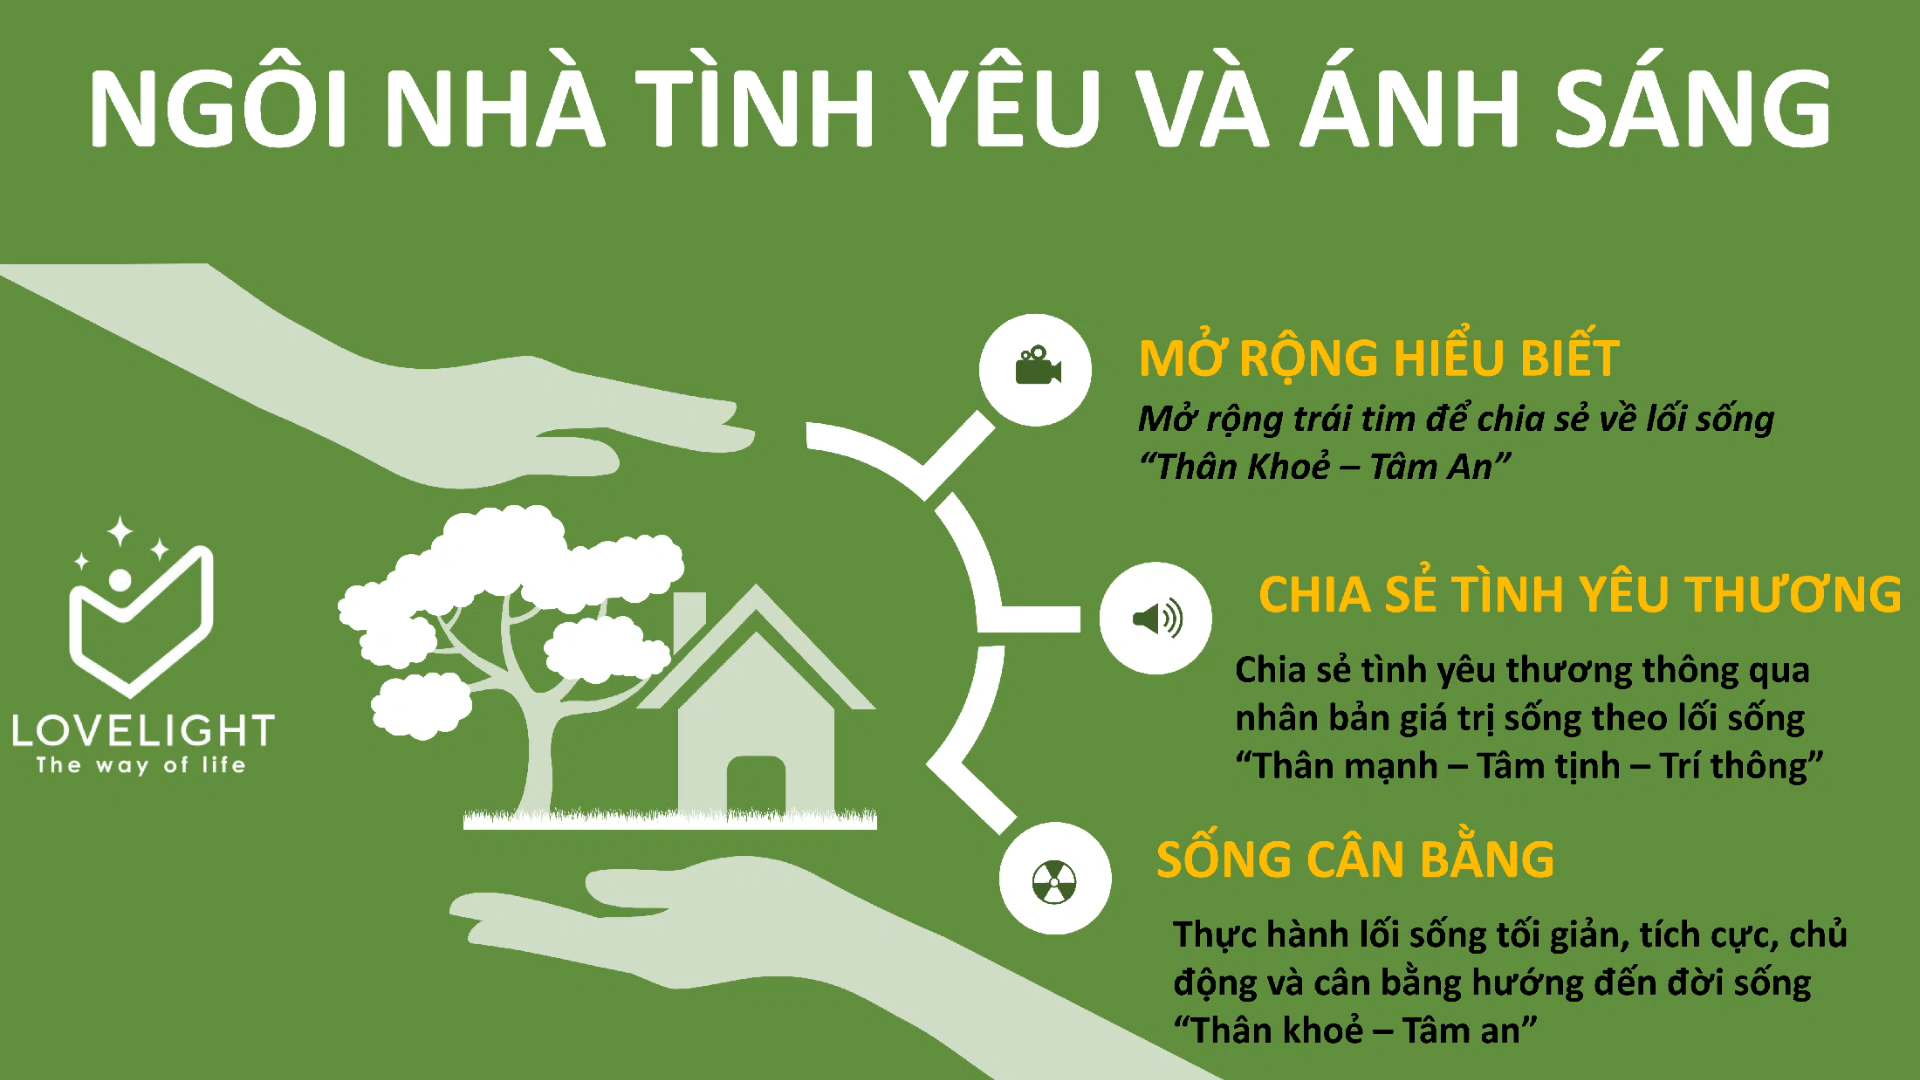 NGÔI NHÀ TÌNH YÊU VÀ ÁNH SÁNG
MỞ RỘNG HIỂU BIẾT
Mở rộng trái tim để chia sẻ về lối sống
“Thân Khoẻ – Tâm An”
CHIA SẺ TÌNH YÊU THƯƠNG
Chia sẻ tình yêu thương thông qua
nhân bản giá trị sống theo lối sống
“Thân mạnh – Tâm tịnh – Trí thông”
LOVELIGHT
The way of life
SỐNG CÂN BẰNG
Thực hành lối sống tối giản, tích cực, chủ
động và cân bằng hướng đến đời sống
“Thân khoẻ – Tâm an”